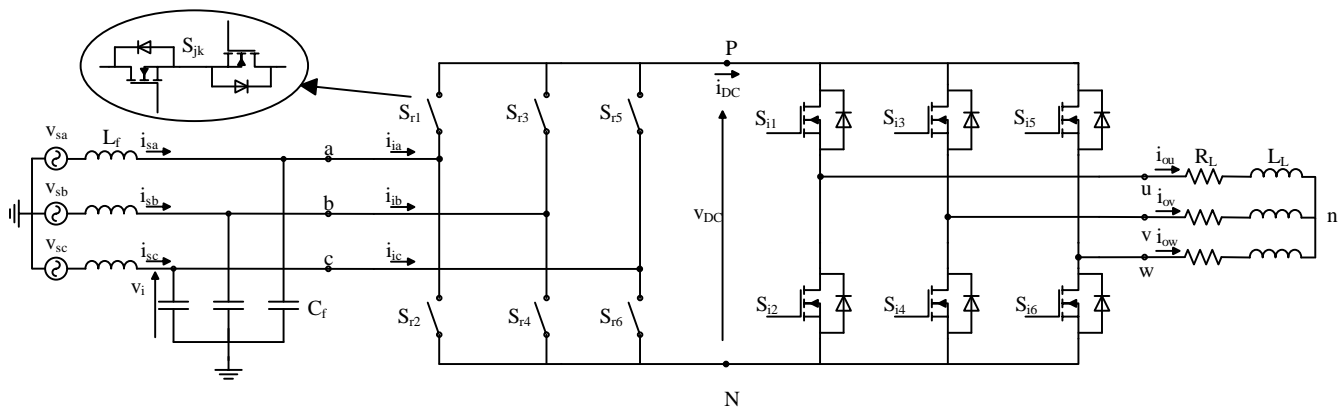 S_jk
P
i_DC
S_r1
S_r3
S_r5
S_i1
S_i3
S_i5
v_sa
L_f
i_sa
a
i_ia
v_sb
i_sb
b
i_ib
v_sc
i_sc
c
i_ic
v_i
C_f
v_DC
i_ou
R_L
L_L
u
i_ov
n
v
i_ow
w
S_r2
S_r4
S_r6
S_i2
S_i4
S_i6
N